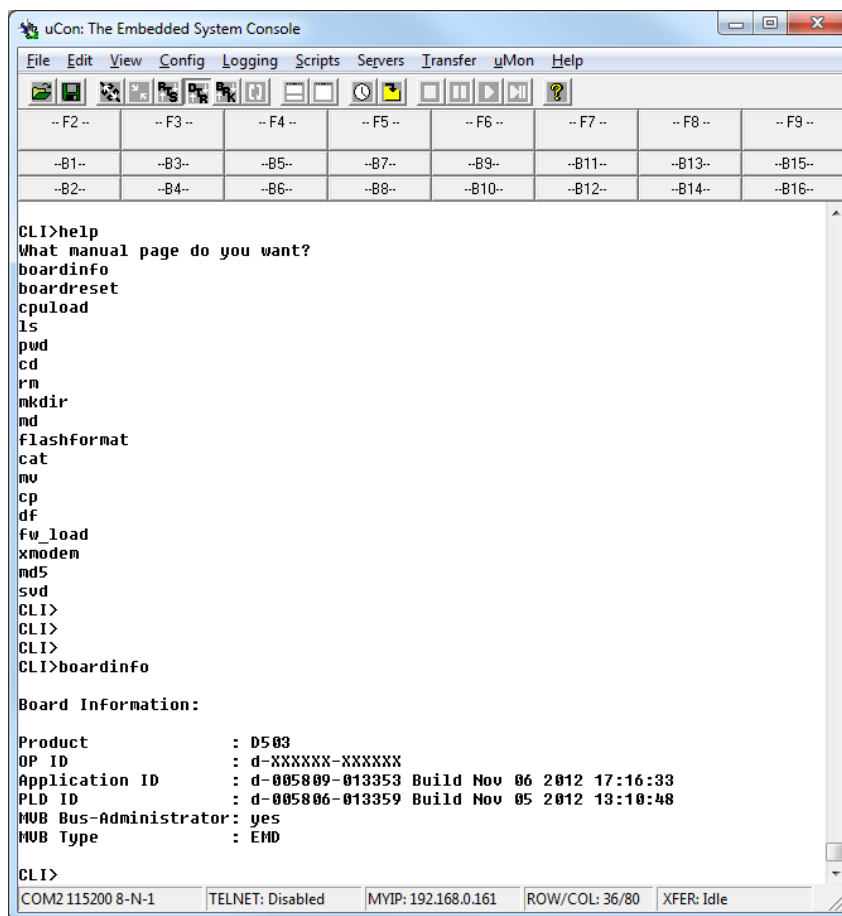 uCon: The Embedded System Console
File Edit View Config Logging Scripts Servers Transfer uMon Help
RTS DTR BRK
-- F2 -- -- F3 -- -- F4 -- -- F5 -- -- F6 -- -- F7 -- -- F8 -- -- F9 --
--B1-- --B3-- --B5-- --B7-- --B9-- --B11-- --B13-- --B15--
--B2-- --B4-- --B6-- --B8-- --B10-- --B12-- --B14-- --B16--
CLI>help
What manual page do you want?
boardinfo
boardreset
cpuload
ls
pwd
cd
rm
mkdir
md
flashformat
cat
mv
cp
df
fw_load
xmodem
md5
svd
CLI>
CLI>
CLI>
CLI>boardinfo
Board Information:
Product : D503
OP ID : d-XXXXXX-XXXXXX
Application ID : d-005809-013353 Build Nov 06 2012 17:16:33
PLD ID : d-005806-013359 Build Nov 05 2012 13:10:48
MVB Bus-Administrator: yes
MVB Type : EMD
CLI>
COM2 115200 8-N-1 TELNET: Disabled MYIP: 192.168.0.161 ROW/COL: 36/80 XFER: Idle